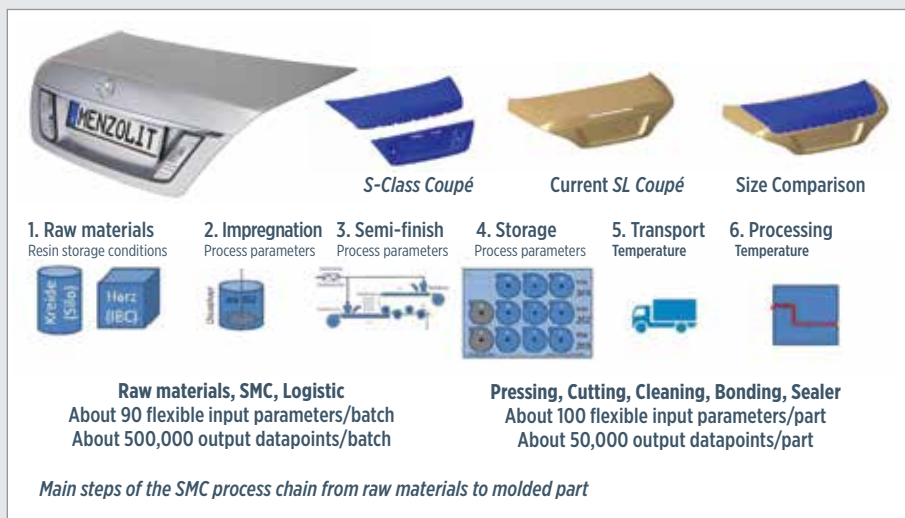 MENZOLIT
S-Class Coupé
Current SL Coupé
Size Comparison
1. Raw materials
Resin storage conditions
2. Impregnation
Process parameters
3. Semi-finish
Process parameters
4. Storage
Process parameters
5. Transport
Temperature
6. Processing
Temperature
Kreide
(Silo)
Harz
(IBC)
Raw materials, SMC, Logistic
About 90 flexible input parameters/batch
About 500,000 output datapoints/batch
Pressing, Cutting, Cleaning, Bonding, Sealer
About 100 flexible input parameters/part
About 50,000 output datapoints/part
Main steps of the SMC process chain from raw materials to molded part